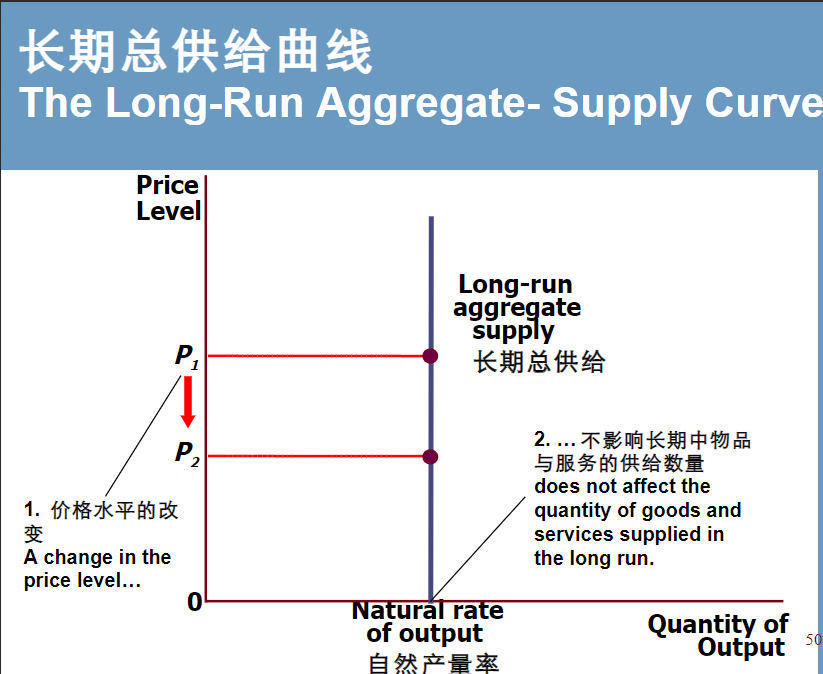 长期总供给曲线
The Long-Run Aggregate- Supply Curve
Price
Level
Long-run
aggregate
supply
长期总供给
P1
P2
1. 价格水平的改
变
A change in the
price level…
2. …不影响长期中物品
与服务的供给数量
does not affect the
quantity of goods and
services supplied in
the long run.
0
Natural rate
of output
自然产量率
Quantity of
Output
50